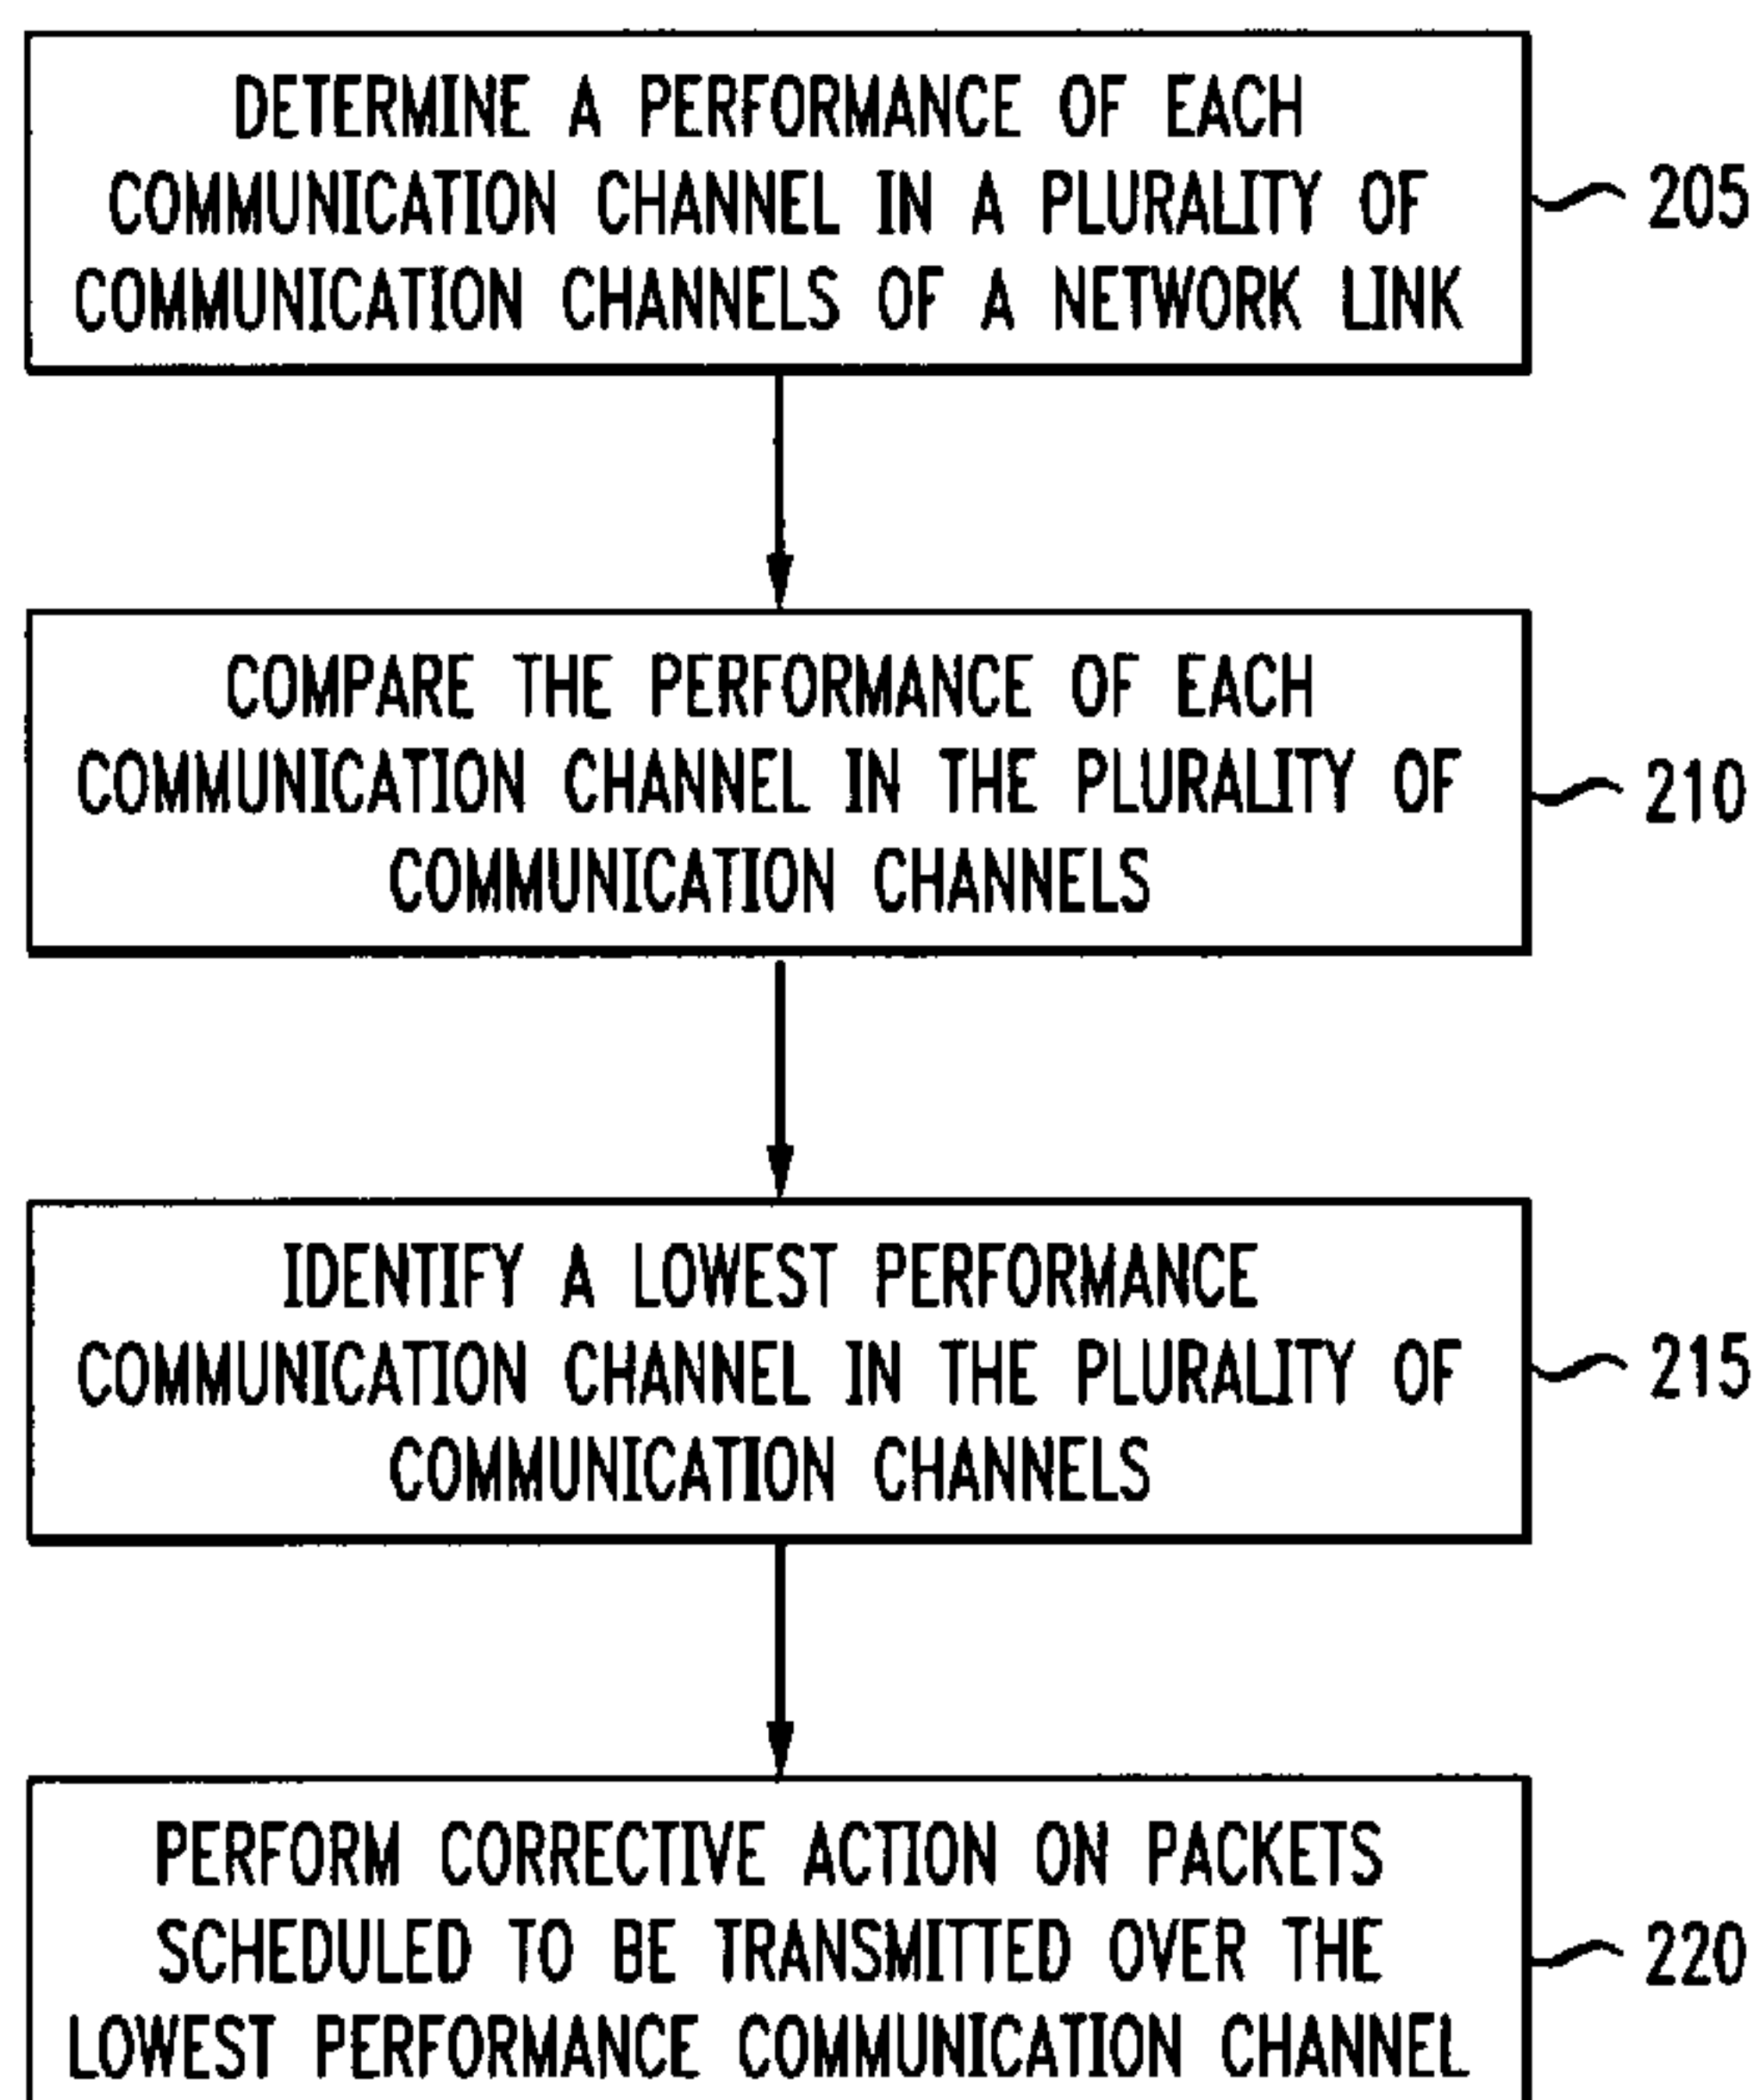 DETERMINE A PERFORMANCE OF EACH
COMMUNICATION CHANNEL IN A PLURALITY OF
COMMUNICATION CHANNELS OF A NETWORK LINK
205
COMPARE THE PERFORMANCE OF EACH
COMMUNICATION CHANNEL IN THE PLURALITY OF
COMMUNICATION CHANNELS
210
IDENTIFY A LOWEST PERFORMANCE
COMMUNICATION CHANNEL IN THE PLURALITY OF
COMMUNICATION CHANNELS
215
PERFORM CORRECTIVE ACTION ON PACKETS
SCHEDULED TO BE TRANSMITTED OVER THE
LOWEST PERFORMANCE COMMUNICATION CHANNEL
220